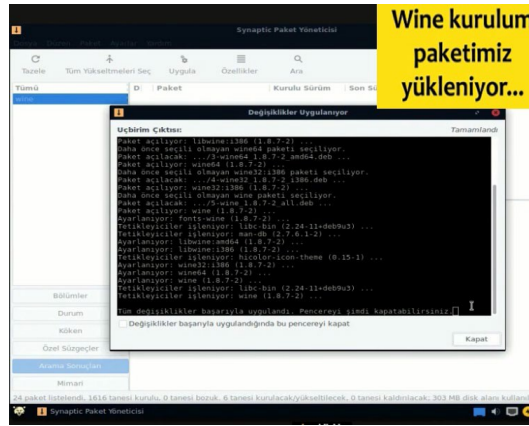 Wine kurulum
paketimiz
yükleniyor...
Synaptic Paket Yöneticisi
Tazele Tüm Yükseltmeleri Seç Uygula Özellikler Ara
Tümü D Paket Kurulu Sürüm Son Sü
wine
Değişiklikler Uygulanıyor
Uçbirim Çıktısı: Tamamlandı
Paket açılıyor: libwine:i386 (1.8.7-2) ...
Daha önce seçili olmayan wine64 paketi seçiliyor.
Paket açılacak: .../3-wine64_1.8.7-2_amd64.deb ...
Paket açılıyor: wine64 (1.8.7-2) ...
Daha önce seçili olmayan wine32:i386 paketi seçiliyor.
Paket açılacak: .../4-wine32_1.8.7-2_i386.deb ...
Paket açılıyor: wine32:i386 (1.8.7-2) ...
Daha önce seçili olmayan wine paketi seçiliyor.
Paket açılacak: .../5-wine_1.8.7-2_all.deb ...
Paket açılıyor: wine (1.8.7-2) ...
Ayarlanıyor: fonts-wine (1.8.7-2) ...
Tetikleyiciler işleniyor: libc-bin (2.24-11+deb9u3) ...
Tetikleyiciler işleniyor: man-db (2.7.6.1-2) ...
Ayarlanıyor: libwine:amd64 (1.8.7-2) ...
Ayarlanıyor: libwine:i386 (1.8.7-2) ...
Tetikleyiciler işleniyor: hicolor-icon-theme (0.15-1) ...
Ayarlanıyor: wine32:i386 (1.8.7-2) ...
Ayarlanıyor: wine64 (1.8.7-2) ...
Ayarlanıyor: wine (1.8.7-2) ...
Tetikleyiciler işleniyor: libc-bin (2.24-11+deb9u3) ...
Tetikleyiciler işleniyor: wine (1.8.7-2) ...
Tüm değişiklikler başarıyla uygulandı. Pencereyi şimdi kapatabilirsiniz.
Değişiklikler başarıyla uygulandığında bu pencereyi kapat
Kapat
Bölümler
Durum
Köken
Özel Süzgeçler
Arama Sonuçları
Mimari
24 paket listelendi, 1616 tanesi kurulu, 0 tanesi bozuk. 6 tanesi kurulacak/yükseltilecek, 0 tanesi kaldırılacak; 303 MB disk alanı kullanı
Synaptic Paket Yöneticisi